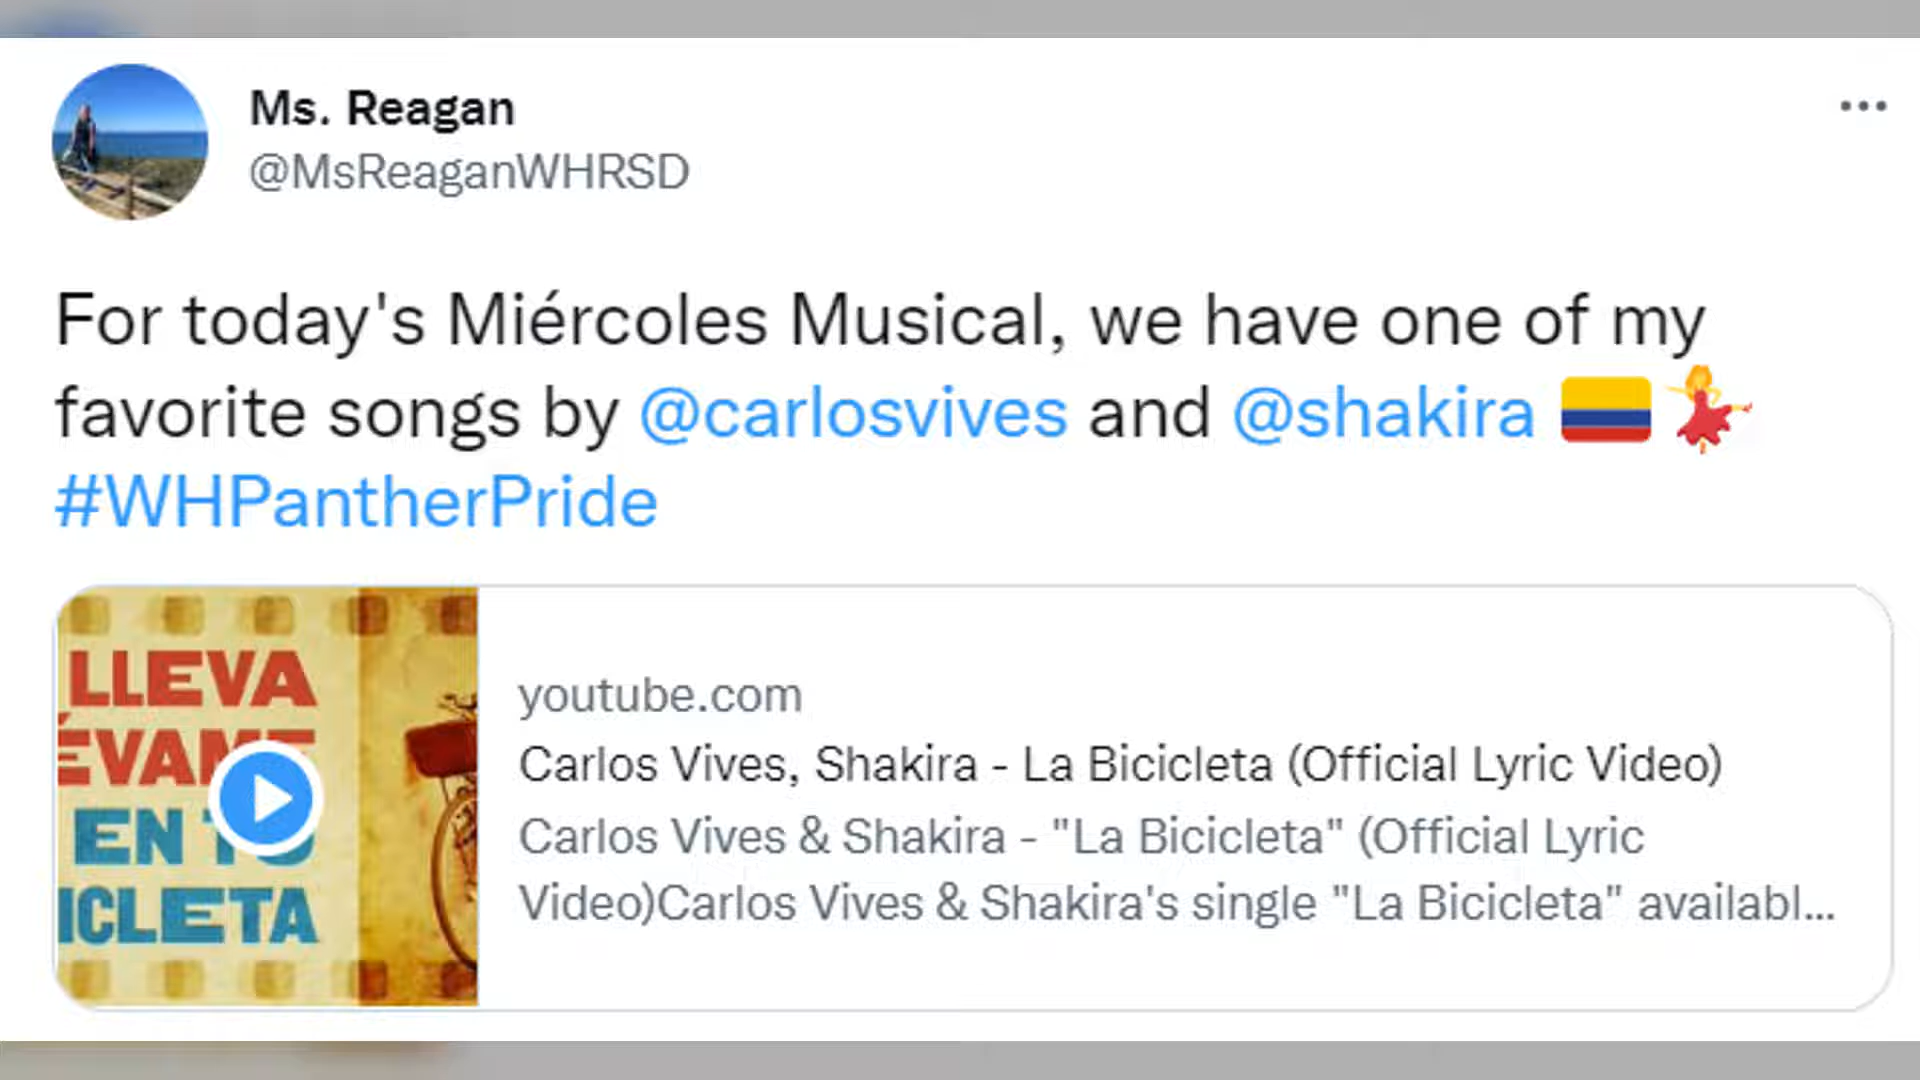 Ms. Reagan
@MsReaganWHRSD
For today's Miércoles Musical, we have one of my
favorite songs by @carlosvives and @shakira 🇨🇴💃
#WHPantherPride
LLEVA
ÉVAME
EN TU
ICLETA
youtube.com
Carlos Vives, Shakira - La Bicicleta (Official Lyric Video)
Carlos Vives & Shakira - "La Bicicleta" (Official Lyric
Video)Carlos Vives & Shakira's single "La Bicicleta" availabl...